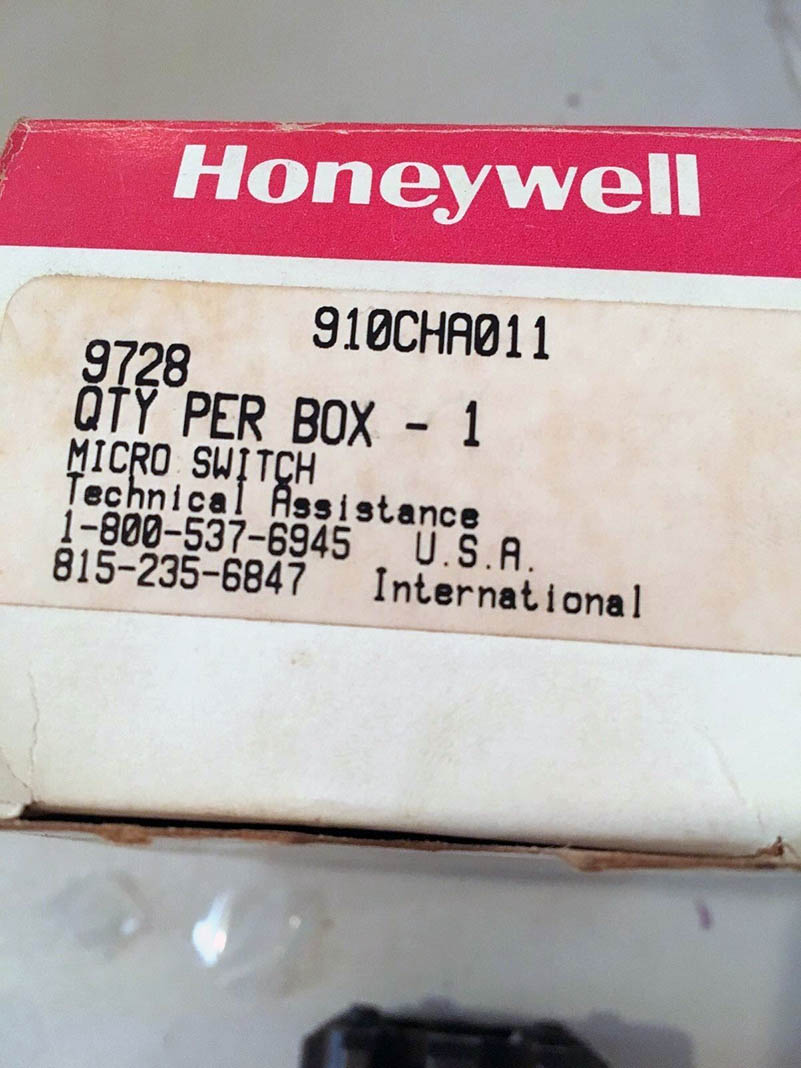 Honeywell
910CHA011
9728
QTY PER BOX - 1
MICRO SWITCH
Technical Assistance
1-800-537-6945 U.S.A.
815-235-6847 International